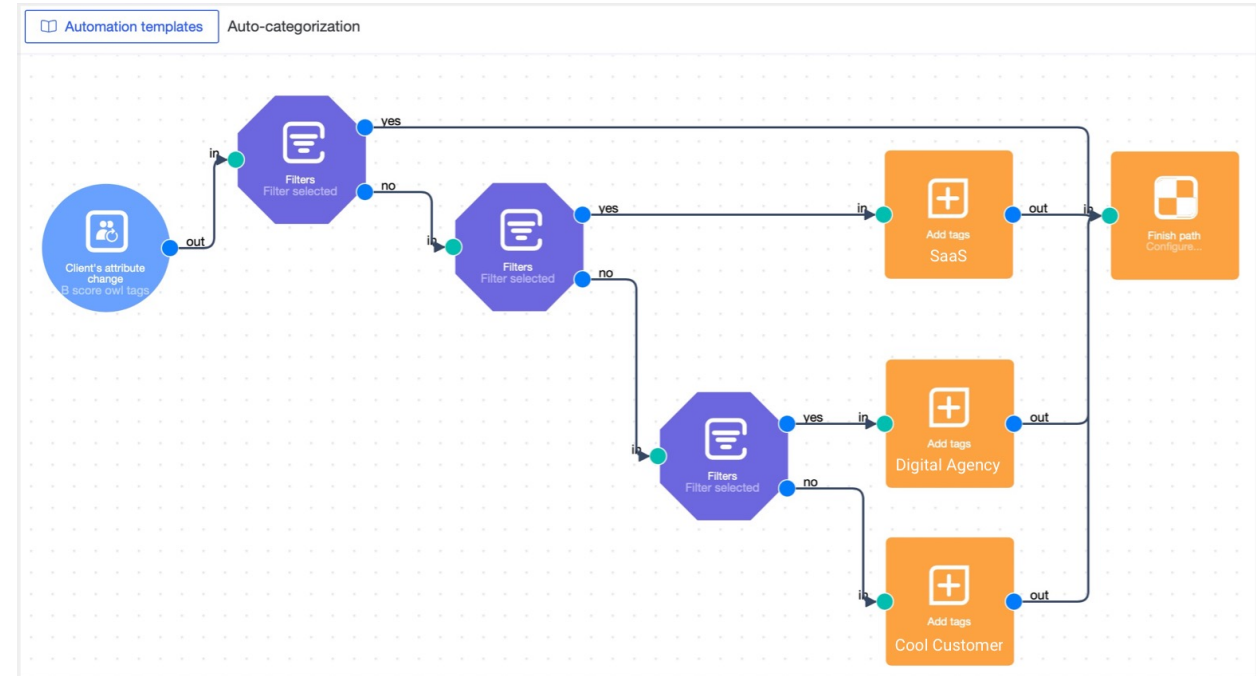 Automation templates
Auto-categorization
Client's attribute
change
B score owl tags
out
in
Filters
Filter selected
yes
no
in
Filters
Filter selected
yes
no
in
Add tags
SaaS
out
in
Finish path
Configure...
in
Filters
Filter selected
yes
no
in
Add tags
Digital Agency
out
in
Add tags
Cool Customer
out